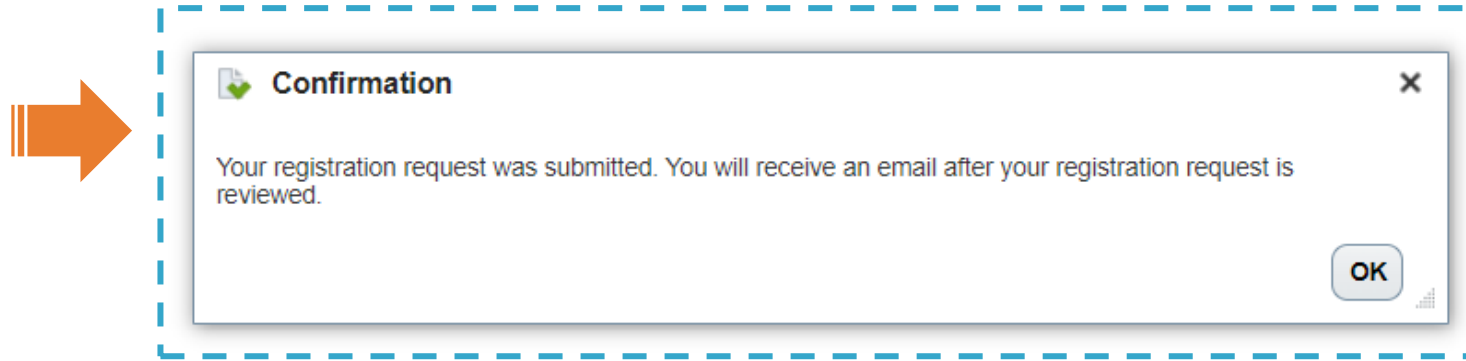 Confirmation
Your registration request was submitted. You will receive an email after your registration request is
reviewed.
OK